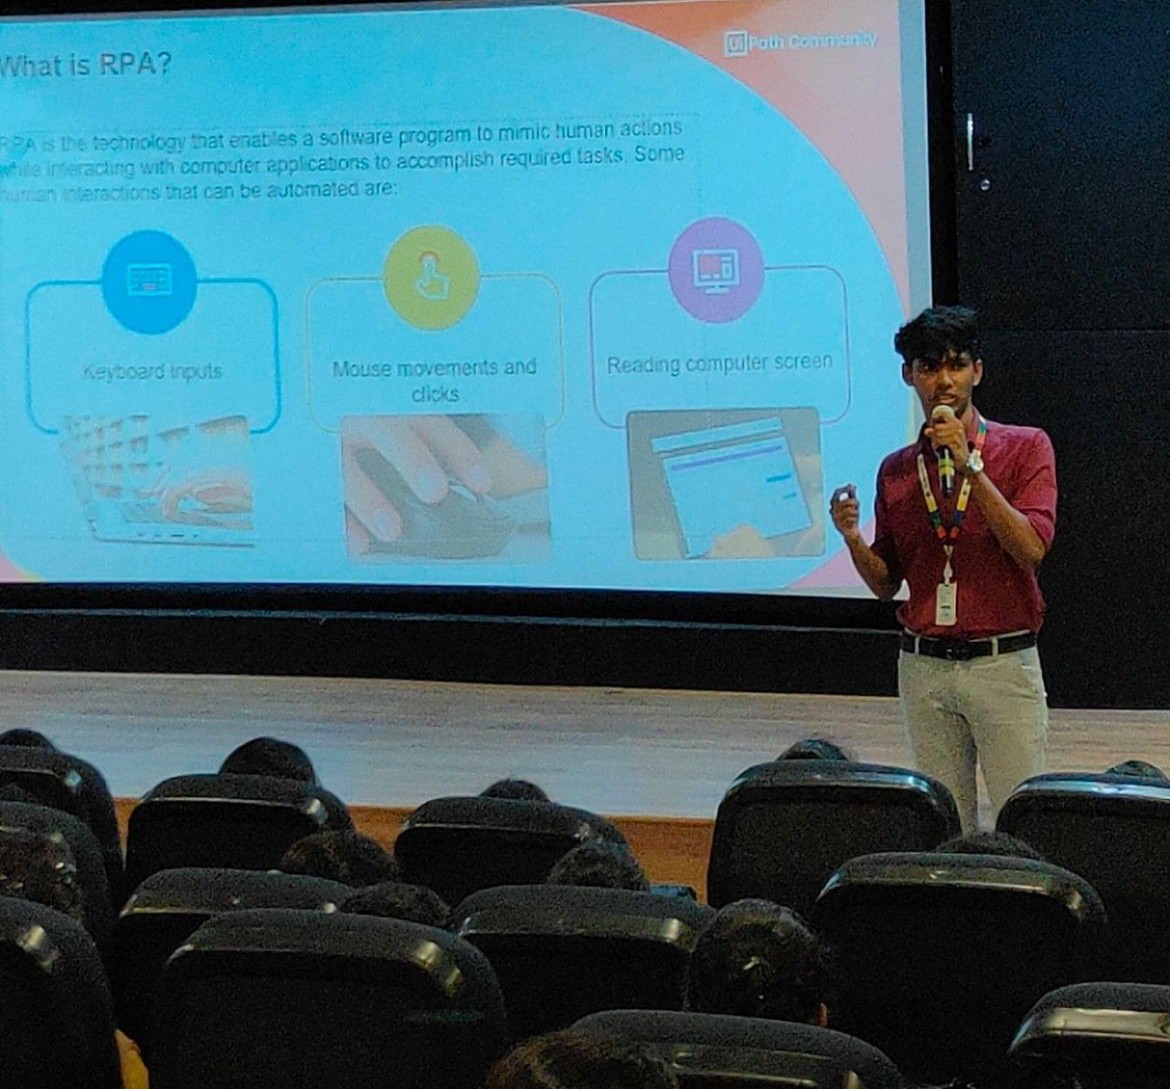 What is RPA?
UiPath Community
RPA is the technology that enables a software program to mimic human actions
while interacting with computer applications to accomplish required tasks. Some
human interactions that can be automated are:
Keyboard inputs
Mouse movements and
clicks
Reading computer screen